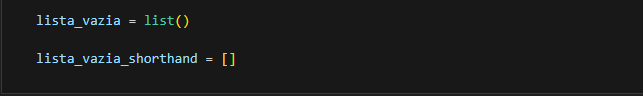 lista_vazia = list()
lista_vazia_shorthand = []